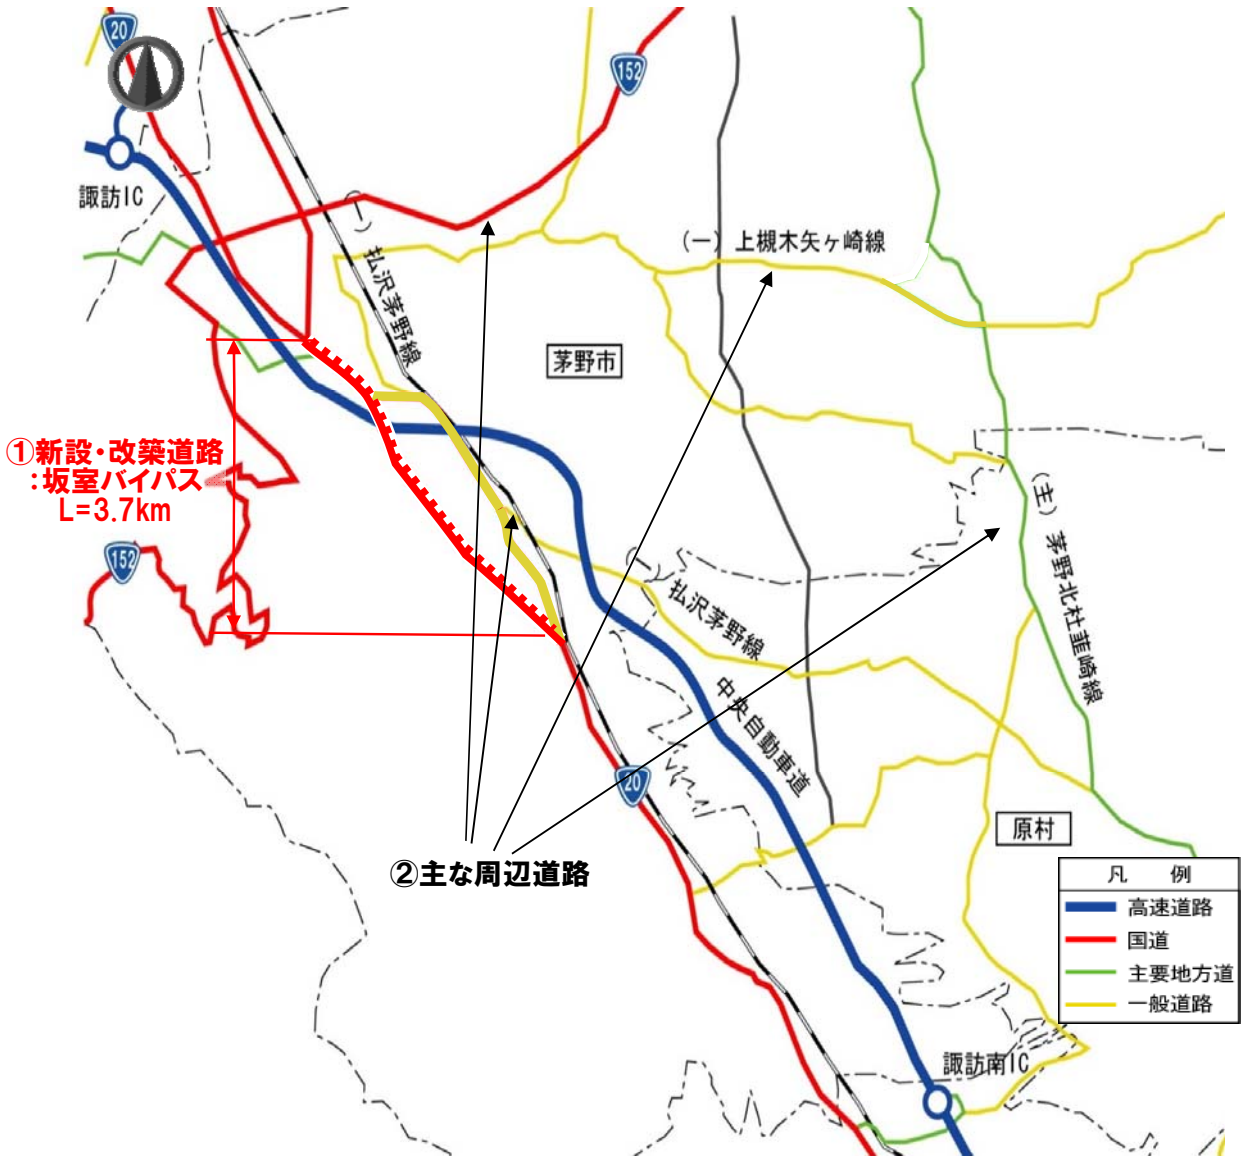 20
152
諏訪IC
(一) 払沢茅野線
(一) 上槻木矢ヶ崎線
茅野市
①新設・改築道路
:坂室バイパス
L=3.7km
152
(主) 茅野北杜韮崎線
(一) 払沢茅野線
中央自動車道
20
原村
②主な周辺道路
凡 例
高速道路
国道
主要地方道
一般道路
諏訪南IC